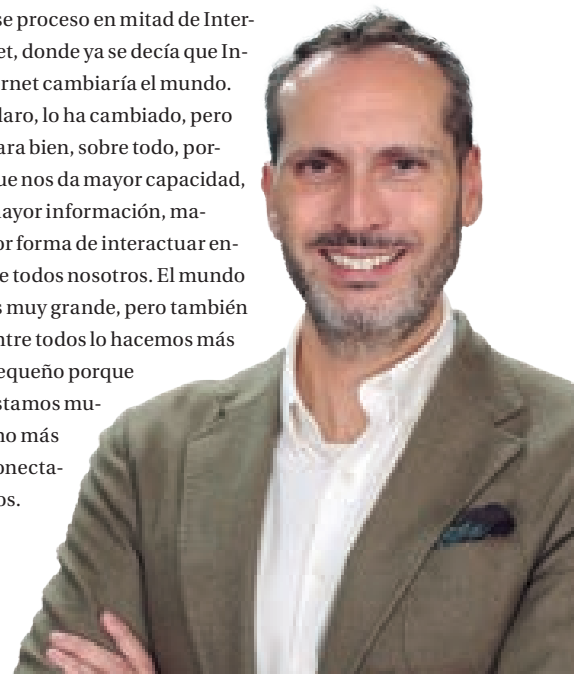 se proceso en mitad de Inter-
et, donde ya se decía que In-
rnet cambiaría el mundo.
laro, lo ha cambiado, pero
ara bien, sobre todo, por-
ue nos da mayor capacidad,
ayor información, ma-
or forma de interactuar en-
e todos nosotros. El mundo
s muy grande, pero también
ntre todos lo hacemos más
equeño porque
stamos mu-
ho más
onecta-
os.